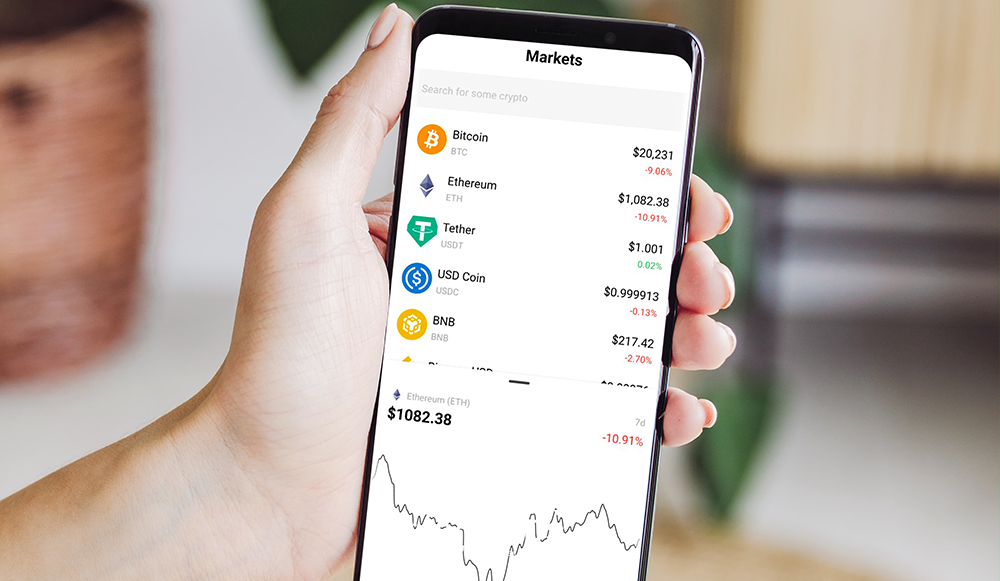 Markets
Search for some crypto
Bitcoin
BTC
$20,231
-9.06%
Ethereum
ETH
$1,082.38
-10.91%
Tether
USDT
$1.001
0.02%
USD Coin
USDC
$0.999913
-0.13%
BNB
BNB
$217.42
-2.70%
Ethereum (ETH)
$1082.38
7d
-10.91%